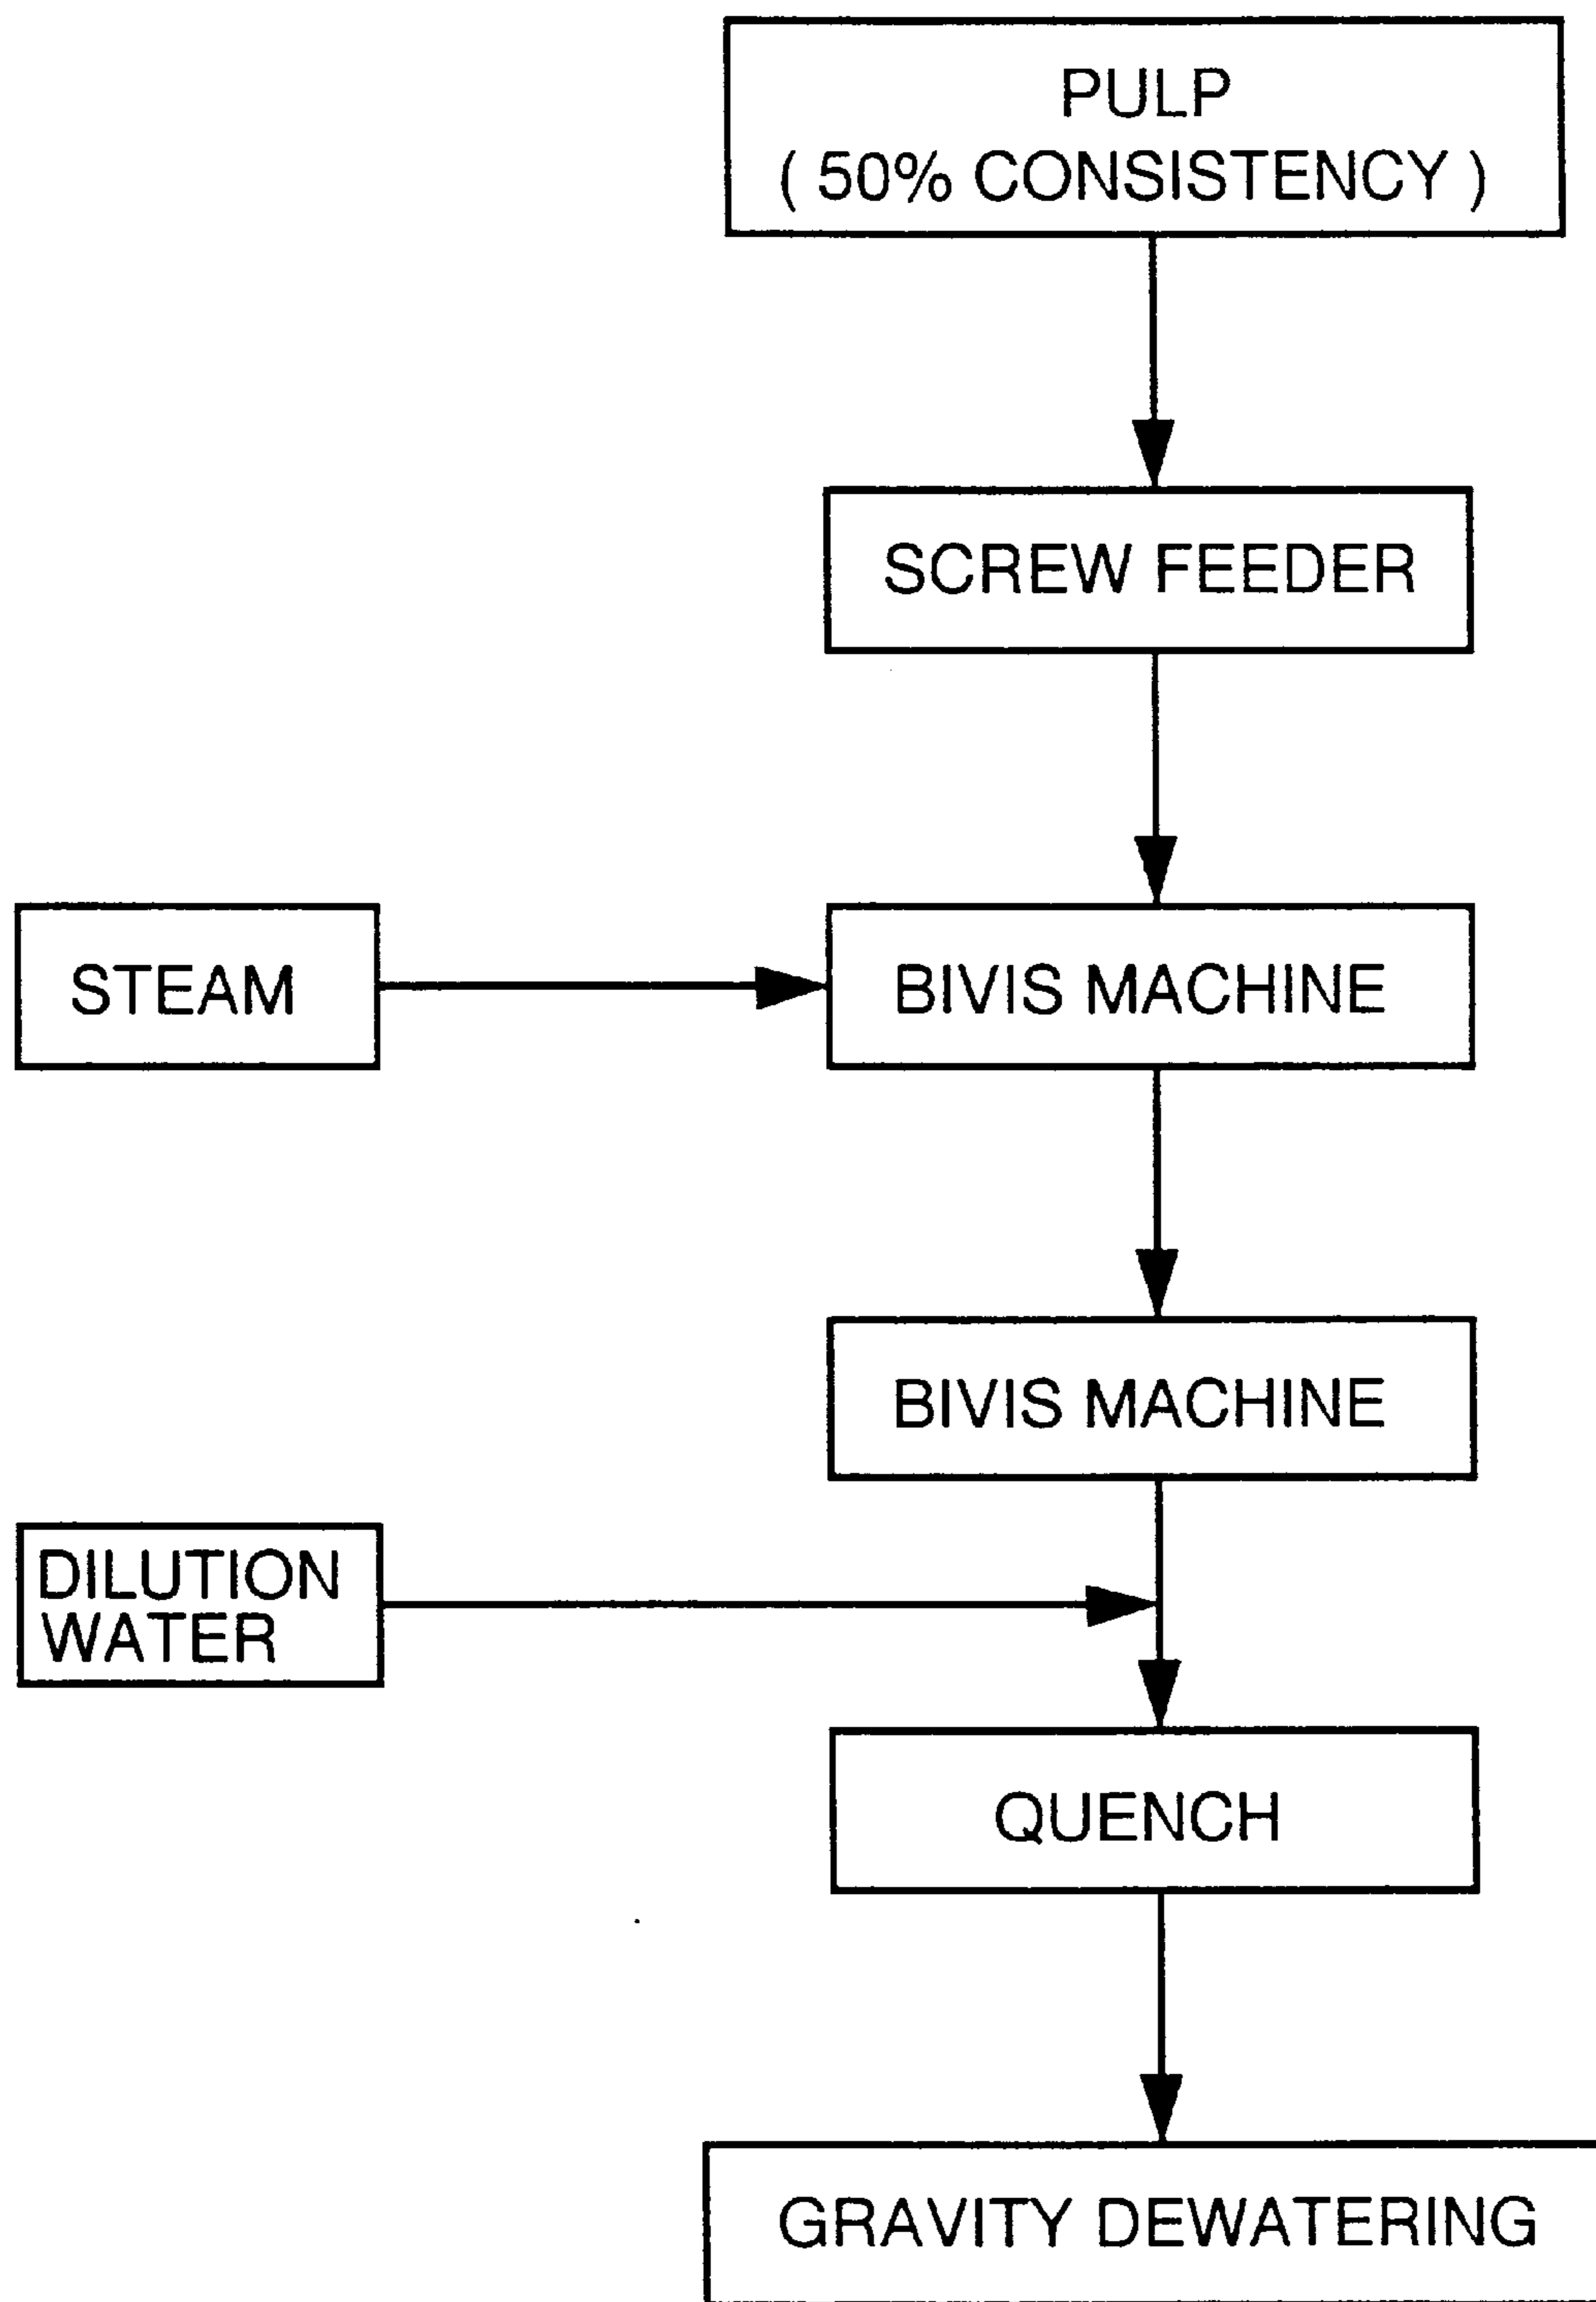 PULP
( 50% CONSISTENCY )
SCREW FEEDER
STEAM
BIVIS MACHINE
BIVIS MACHINE
DILUTION
WATER
QUENCH
GRAVITY DEWATERING